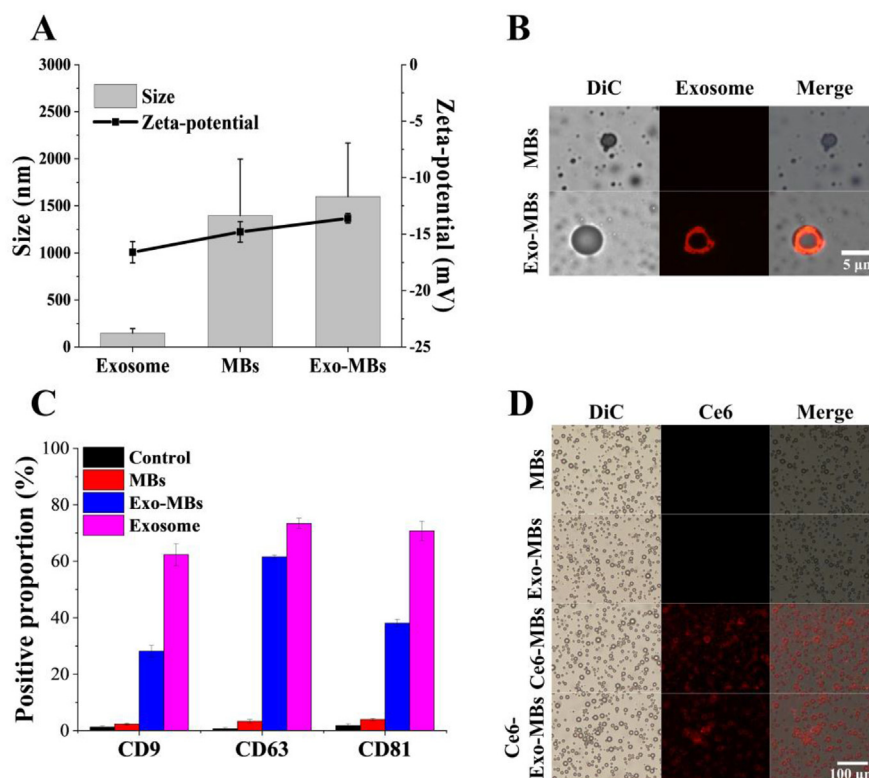 A
3000
2500
2000
1500
1000
500
0
Size (nm)
Size
Zeta-potential
0
-5
-10
-15
-20
-25
Zeta-potential (mV)
Exosome MBs Exo-MBs
B
DiC Exosome Merge
MBs
Exo-MBs
5 μm
C
100
80
60
40
20
0
Positive proportion (%)
Control
MBs
Exo-MBs
Exosome
CD9 CD63 CD81
D
DiC Ce6 Merge
MBs
Exo-MBs
Ce6-MBs
Ce6-
Exo-MBs
100 μm